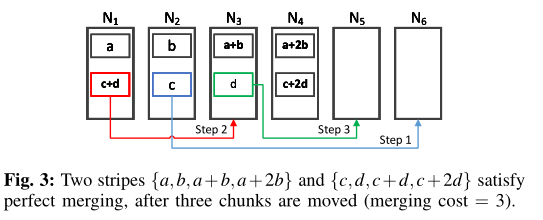 N₁ N₂ N₃ N₄ N₅ N₆
a b a+b a+2b
c+d c d c+2d
Step 2 Step 3
Step 1
Fig. 3: Two stripes {a,b,a+b,a+2b} and {c,d,c+d,c+2d} satisfy
perfect merging, after three chunks are moved (merging cost = 3).